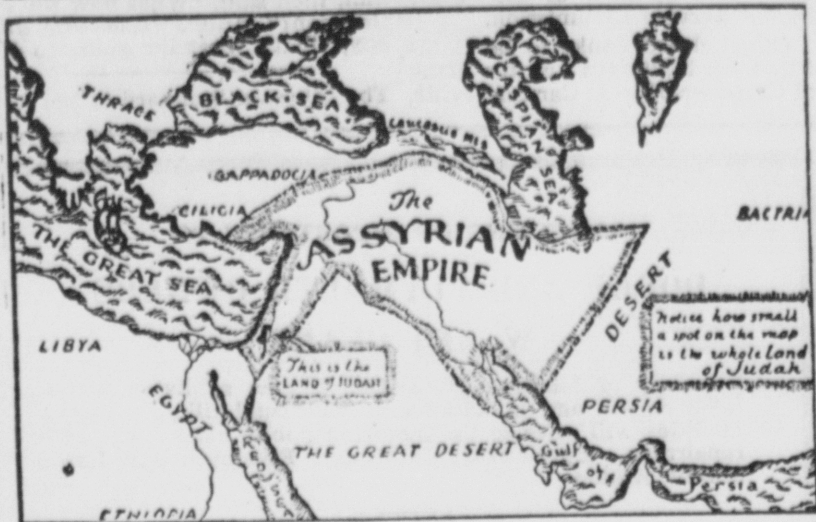 THRACE
BLACK SEA
CAUCASUS MTS
CASPIAN SEA
CAPPADOCIA
CILICIA
The
ASSYRIAN
EMPIRE
BACTRIA
THE GREAT SEA
DESERT
Notice how small
a spot on the map
is the whole Land
of Judah
LIBYA
This is the
LAND of JUDAH
EGYPT
PERSIA
THE GREAT DESERT
Gulf
of
Persia
ETHIOPIA